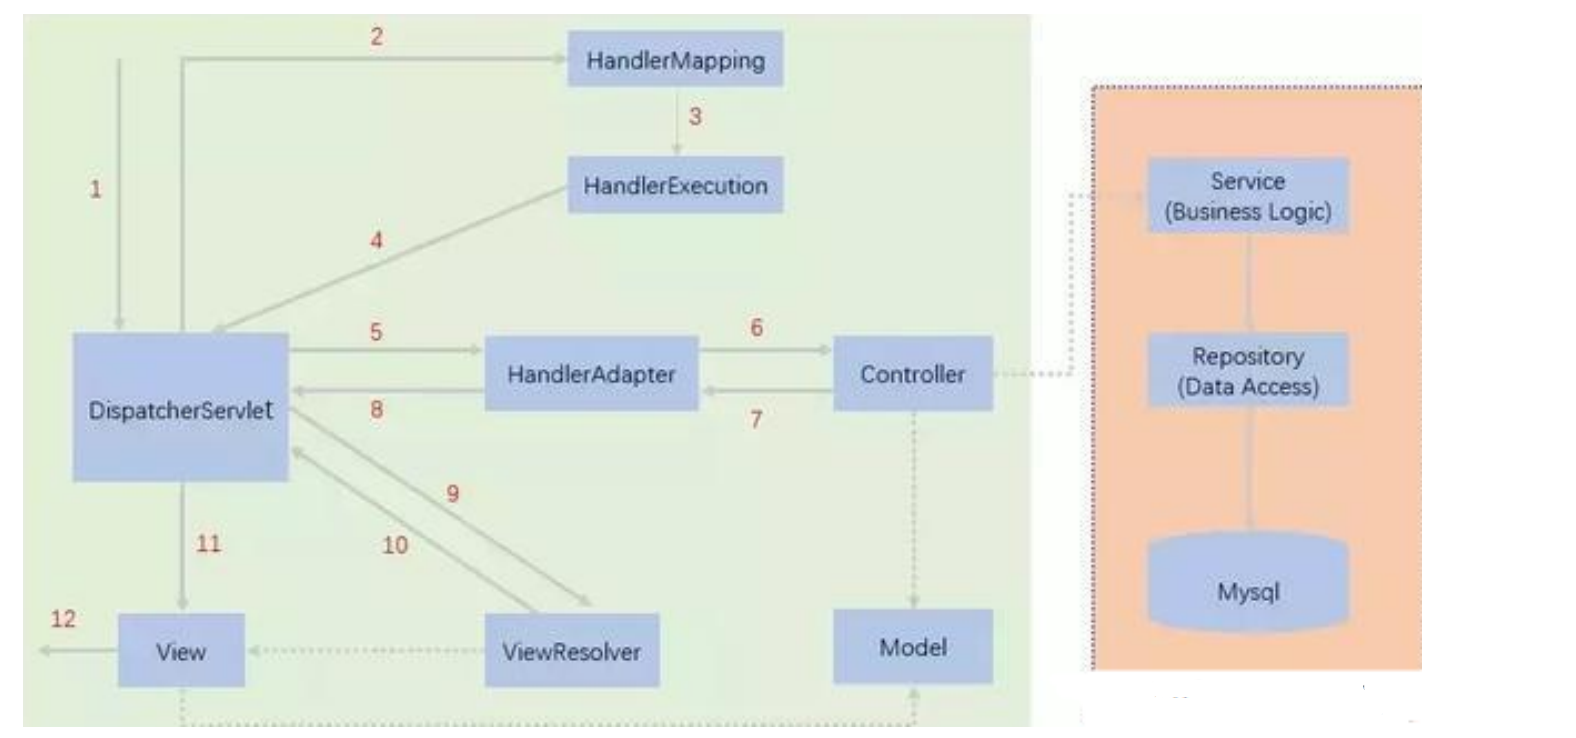 2
HandlerMapping
3
1
HandlerExecution
Service
(Business Logic)
4
5
6
HandlerAdapter
Controller
Repository
(Data Access)
8
7
DispatcherServlet
9
11
10
Mysql
12
View
ViewResolver
Model